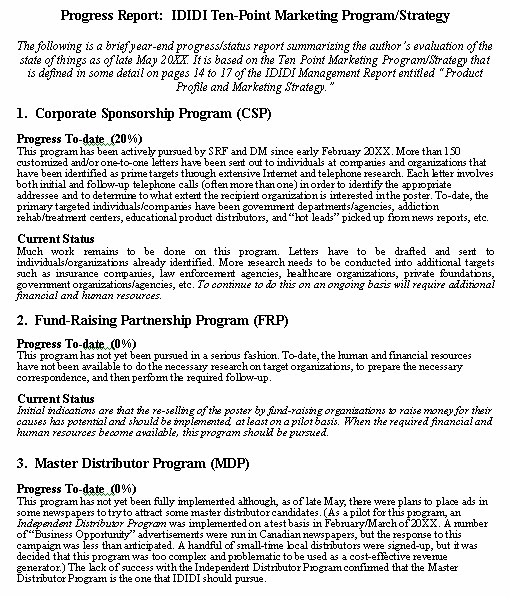 Progress Report:  IDIDI Ten-Point Marketing Program/Strategy
The following is a brief year-end progress/status report summarizing the author's evaluation of the
state of things as of late May 20XX. It is based on the Ten Point Marketing Program/Strategy that
is defined in some detail on pages 14 to 17 of the IDIDI Management Report entitled "Product
Profile and Marketing Strategy."
1.  Corporate Sponsorship Program (CSP)
Progress To-date  (20%)
This program has been actively pursued by SRF and DM since early February 20XX. More than 150
customized and/or one-to-one letters have been sent out to individuals at companies and organizations that
have been identified as prime targets through extensive Internet and telephone research. Each letter involves
both initial and follow-up telephone calls (often more than one) in order to identify the appropriate
addressee and to determine to what extent the recipient organization is interested in the poster. To-date, the
primary targeted individuals/companies have been government departments/agencies, addiction
rehab/treatment centers, educational product distributors, and "hot leads" picked up from news reports, etc.
Current Status
Much work remains to be done on this program. Letters have to be drafted and sent to
individuals/organizations already identified. More research needs to be conducted into additional targets
such as insurance companies, law enforcement agencies, healthcare organizations, private foundations,
government organizations/agencies, etc. To continue to do this on an ongoing basis will require additional
financial and human resources.
2.  Fund-Raising Partnership Program (FRP)
Progress To-date  (0%)
This program has not yet been pursued in a serious fashion. To-date, the human and financial resources
have not been available to do the necessary research on target organizations, to prepare the necessary
correspondence, and then perform the required follow-up.
Current Status
Initial indications are that the re-selling of the poster by fund-raising organizations to raise money for their
causes has potential and should be implemented, at least on a pilot basis. When the required financial and
human resources become available, this program should be pursued.
3.  Master Distributor Program (MDP)
Progress To-date  (0%)
This program has not yet been fully implemented although, as of late May, there were plans to place ads in
some newspapers to try to attract some master distributor candidates. (As a pilot for this program, an
Independent Distributor Program was implemented on a test basis in February/March of 20XX. A number
of "Business Opportunity" advertisements were run in Canadian newspapers, but the response to this
campaign was less than anticipated. A handful of small-time local distributors were signed-up, but it was
decided that this program was too complex and problematic to be used as a cost-effective revenue
generator.) The lack of success with the Independent Distributor Program confirmed that the Master
Distributor Program is the one that IDIDI should pursue.